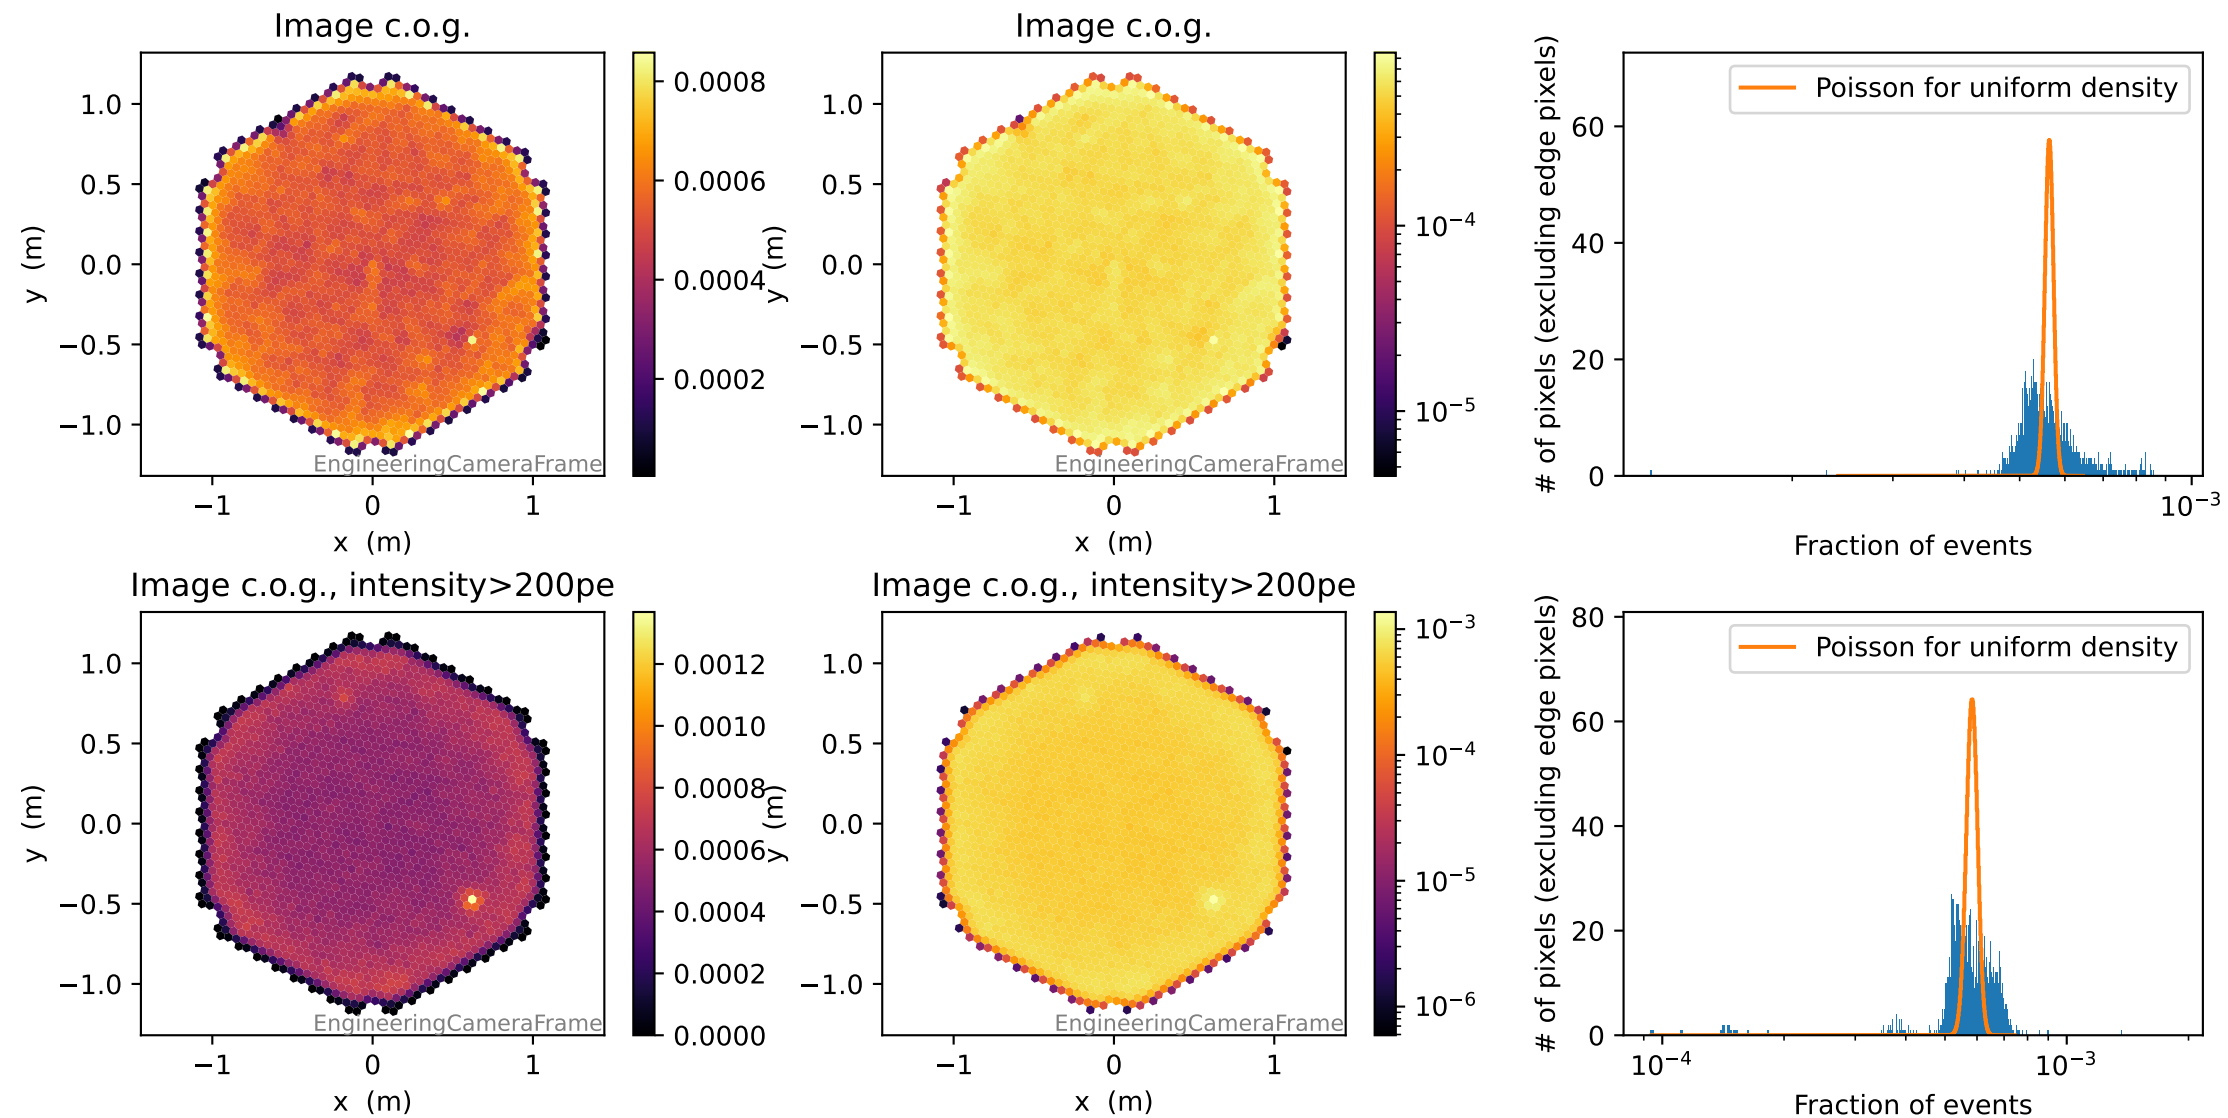 Image c.o.g.
y (m)
1.0
0.5
0.0
−0.5
−1.0
−1 0 1
x (m)
EngineeringCameraFrame
0.0008
0.0006
0.0004
0.0002
Image c.o.g.
y (m)
1.0
0.5
0.0
−0.5
−1.0
−1 0 1
x (m)
EngineeringCameraFrame
10⁻⁴
10⁻⁵
# of pixels (excluding edge pixels)
60
40
20
0
Poisson for uniform density
10⁻³
Fraction of events
Image c.o.g., intensity>200pe
y (m)
1.0
0.5
0.0
−0.5
−1.0
−1 0 1
x (m)
EngineeringCameraFrame
0.0012
0.0010
0.0008
0.0006
0.0004
0.0002
0.0000
Image c.o.g., intensity>200pe
y (m)
1.0
0.5
0.0
−0.5
−1.0
−1 0 1
x (m)
EngineeringCameraFrame
10⁻³
10⁻⁴
10⁻⁵
10⁻⁶
# of pixels (excluding edge pixels)
80
60
40
20
0
Poisson for uniform density
10⁻⁴ 10⁻³
Fraction of events